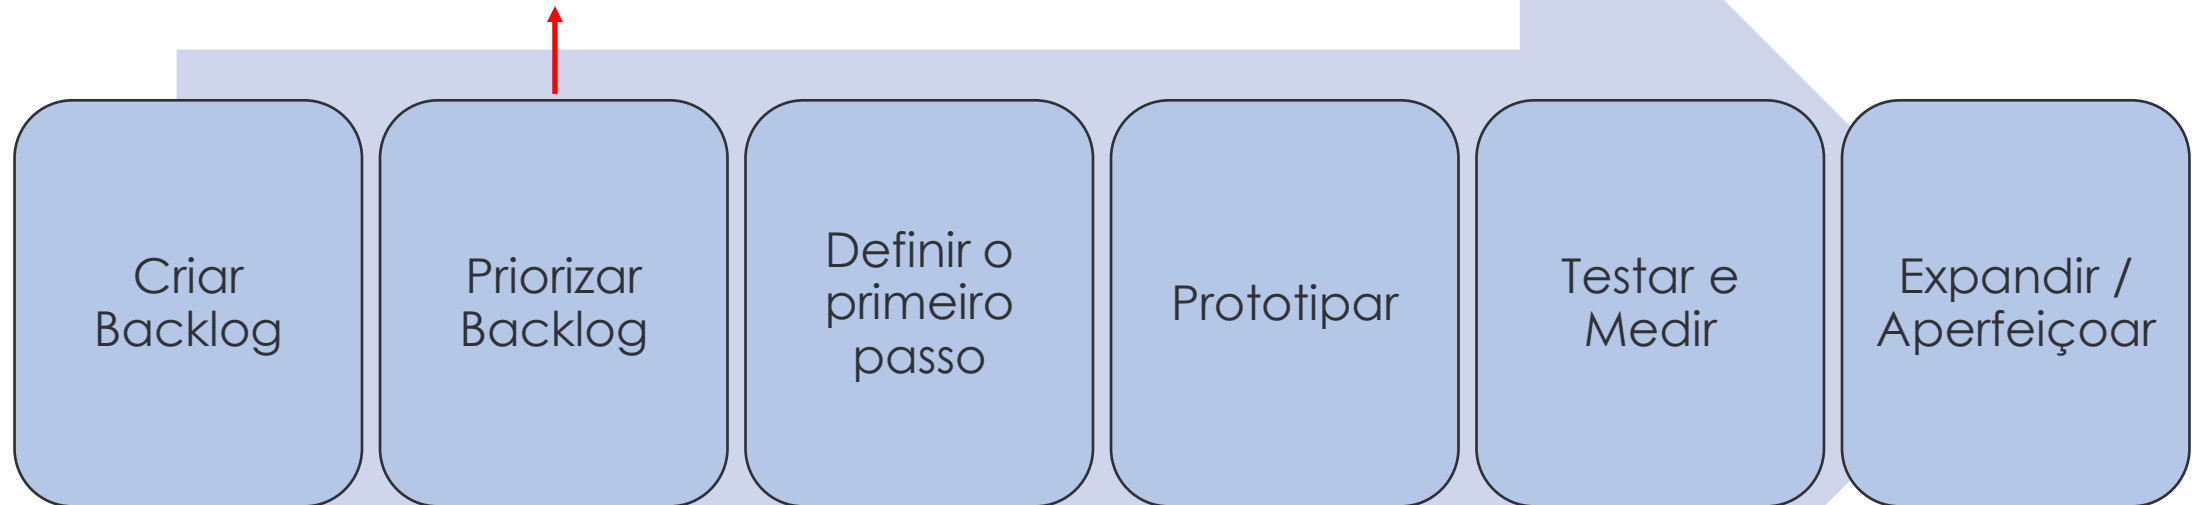 Criar
Backlog
Priorizar
Backlog
Definir o
primeiro
passo
Prototipar
Testar e
Medir
Expandir /
Aperfeiçoar